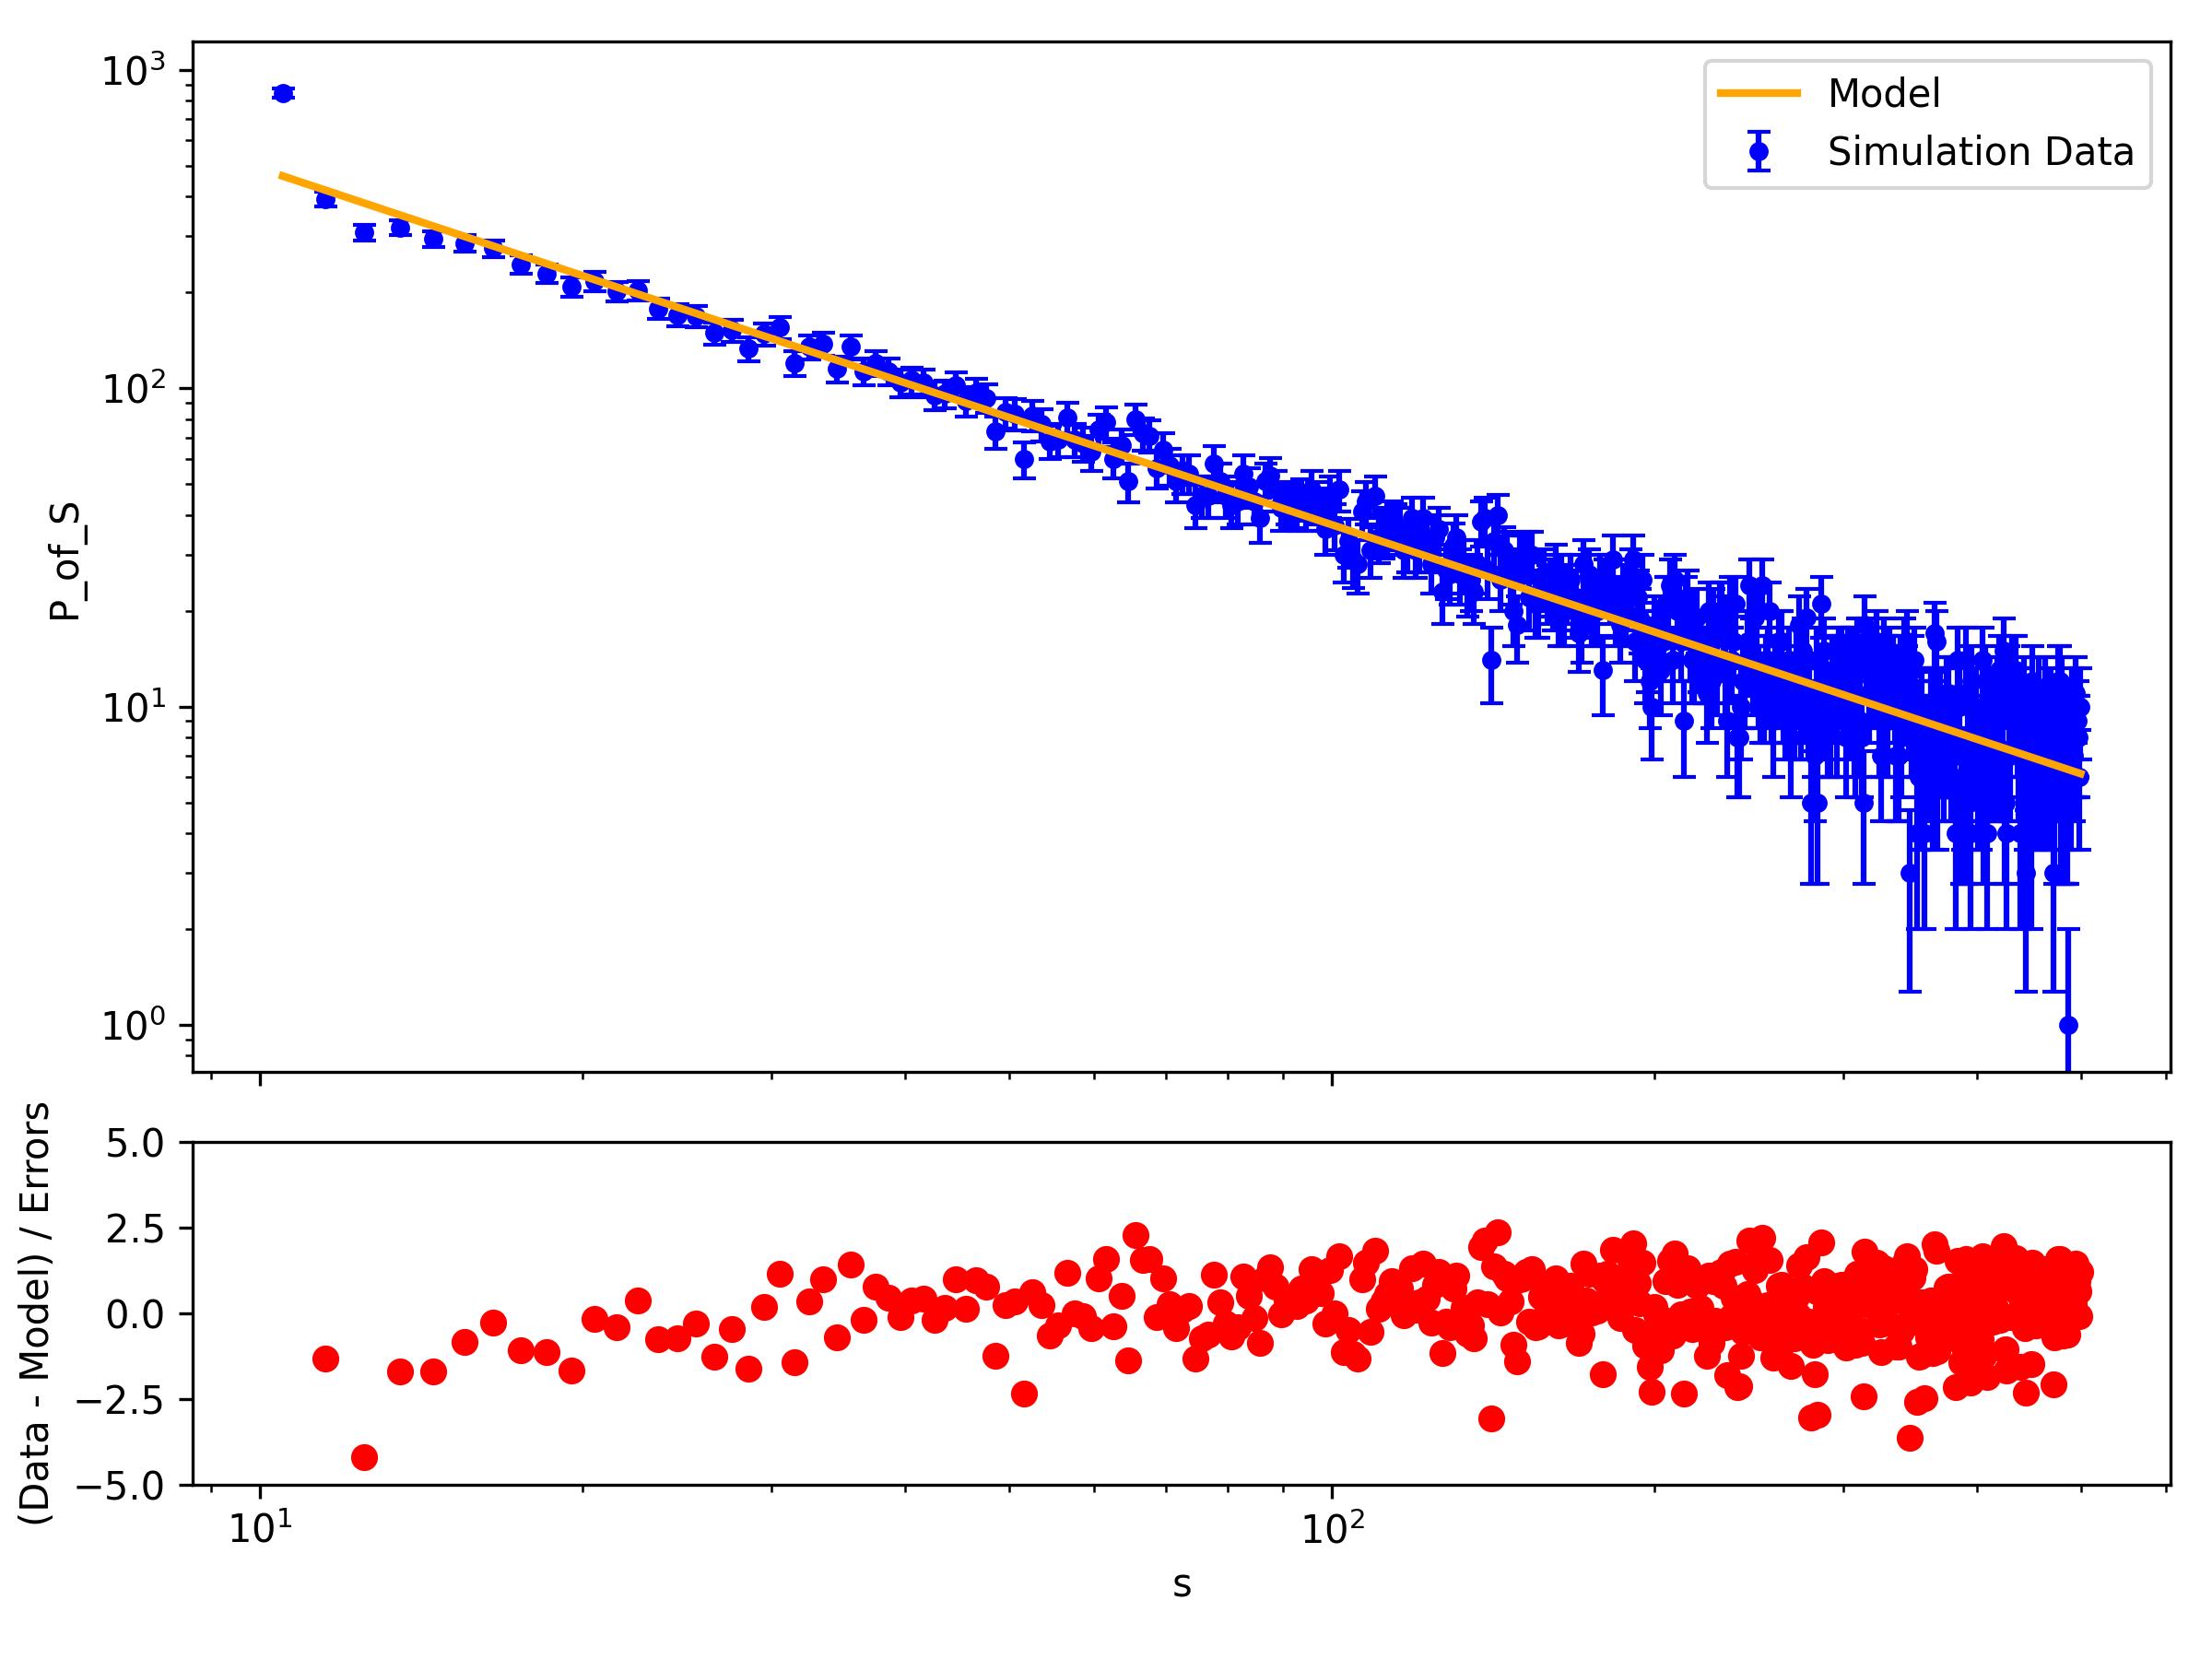 10³
10²
10¹
10⁰
P_of_S
Model
Simulation Data
5.0
2.5
0.0
−2.5
−5.0
(Data - Model) / Errors
10¹
10²
s